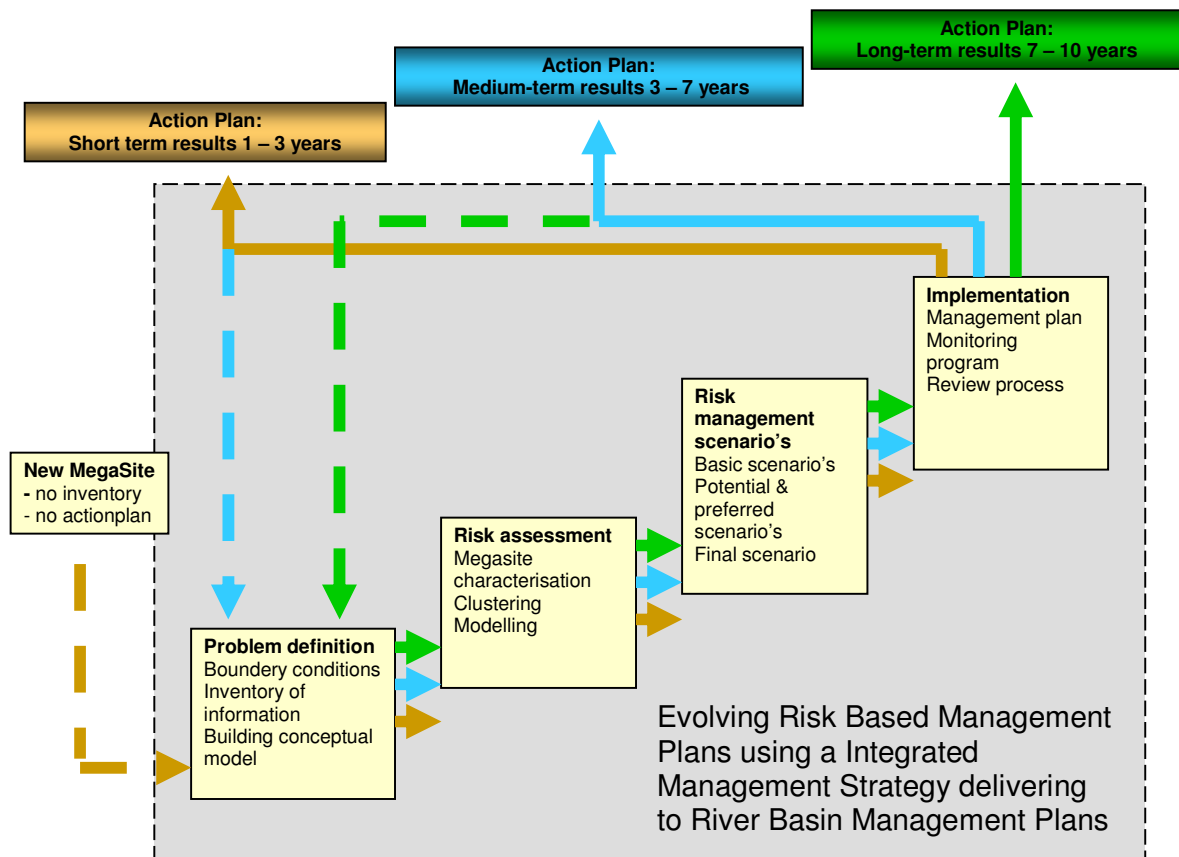 Action Plan:
Long-term results 7 – 10 years
Action Plan:
Medium-term results 3 – 7 years
Action Plan:
Short term results 1 – 3 years
Implementation
Management plan
Monitoring
program
Review process
Risk
management
scenario's
Basic scenario's
Potential &
preferred
scenario's
Final scenario
New MegaSite
- no inventory
- no actionplan
Risk assessment
Megasite
characterisation
Clustering
Modelling
Problem definition
Boundery conditions
Inventory of
information
Building conceptual
model
Evolving Risk Based Management
Plans using a Integrated
Management Strategy delivering
to River Basin Management Plans